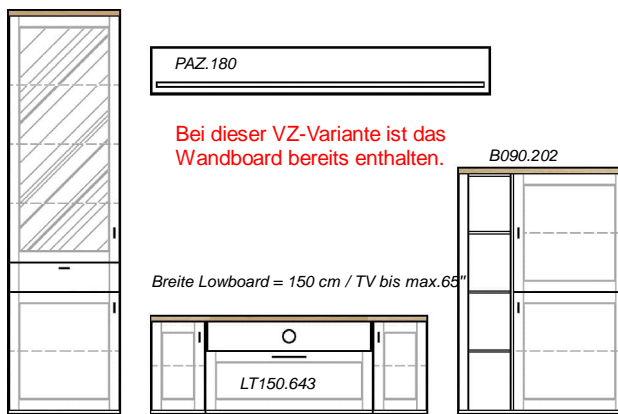 PAZ.180
Bei dieser VZ-Variante ist das
Wandboard bereits enthalten.
B090.202
Breite Lowboard = 150 cm / TV bis max.65"
LT150.643